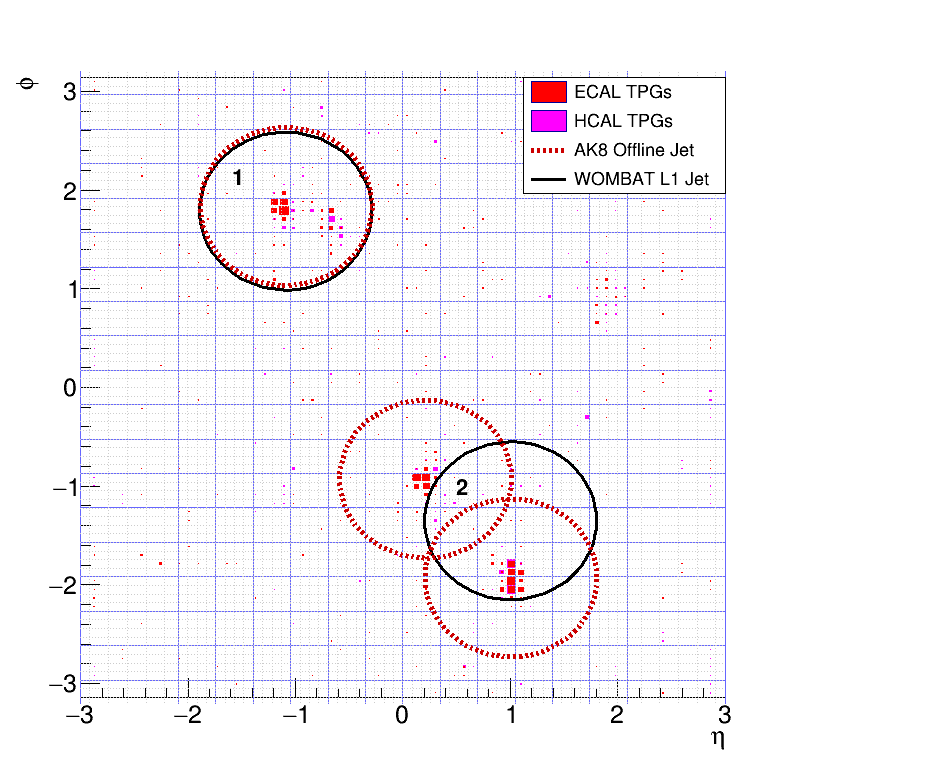 φ
3
2
1
0
−1
−2
−3
ECAL TPGs
HCAL TPGs
AK8 Offline Jet
WOMBAT L1 Jet
1
2
−3 −2 −1 0 1 2 3
η